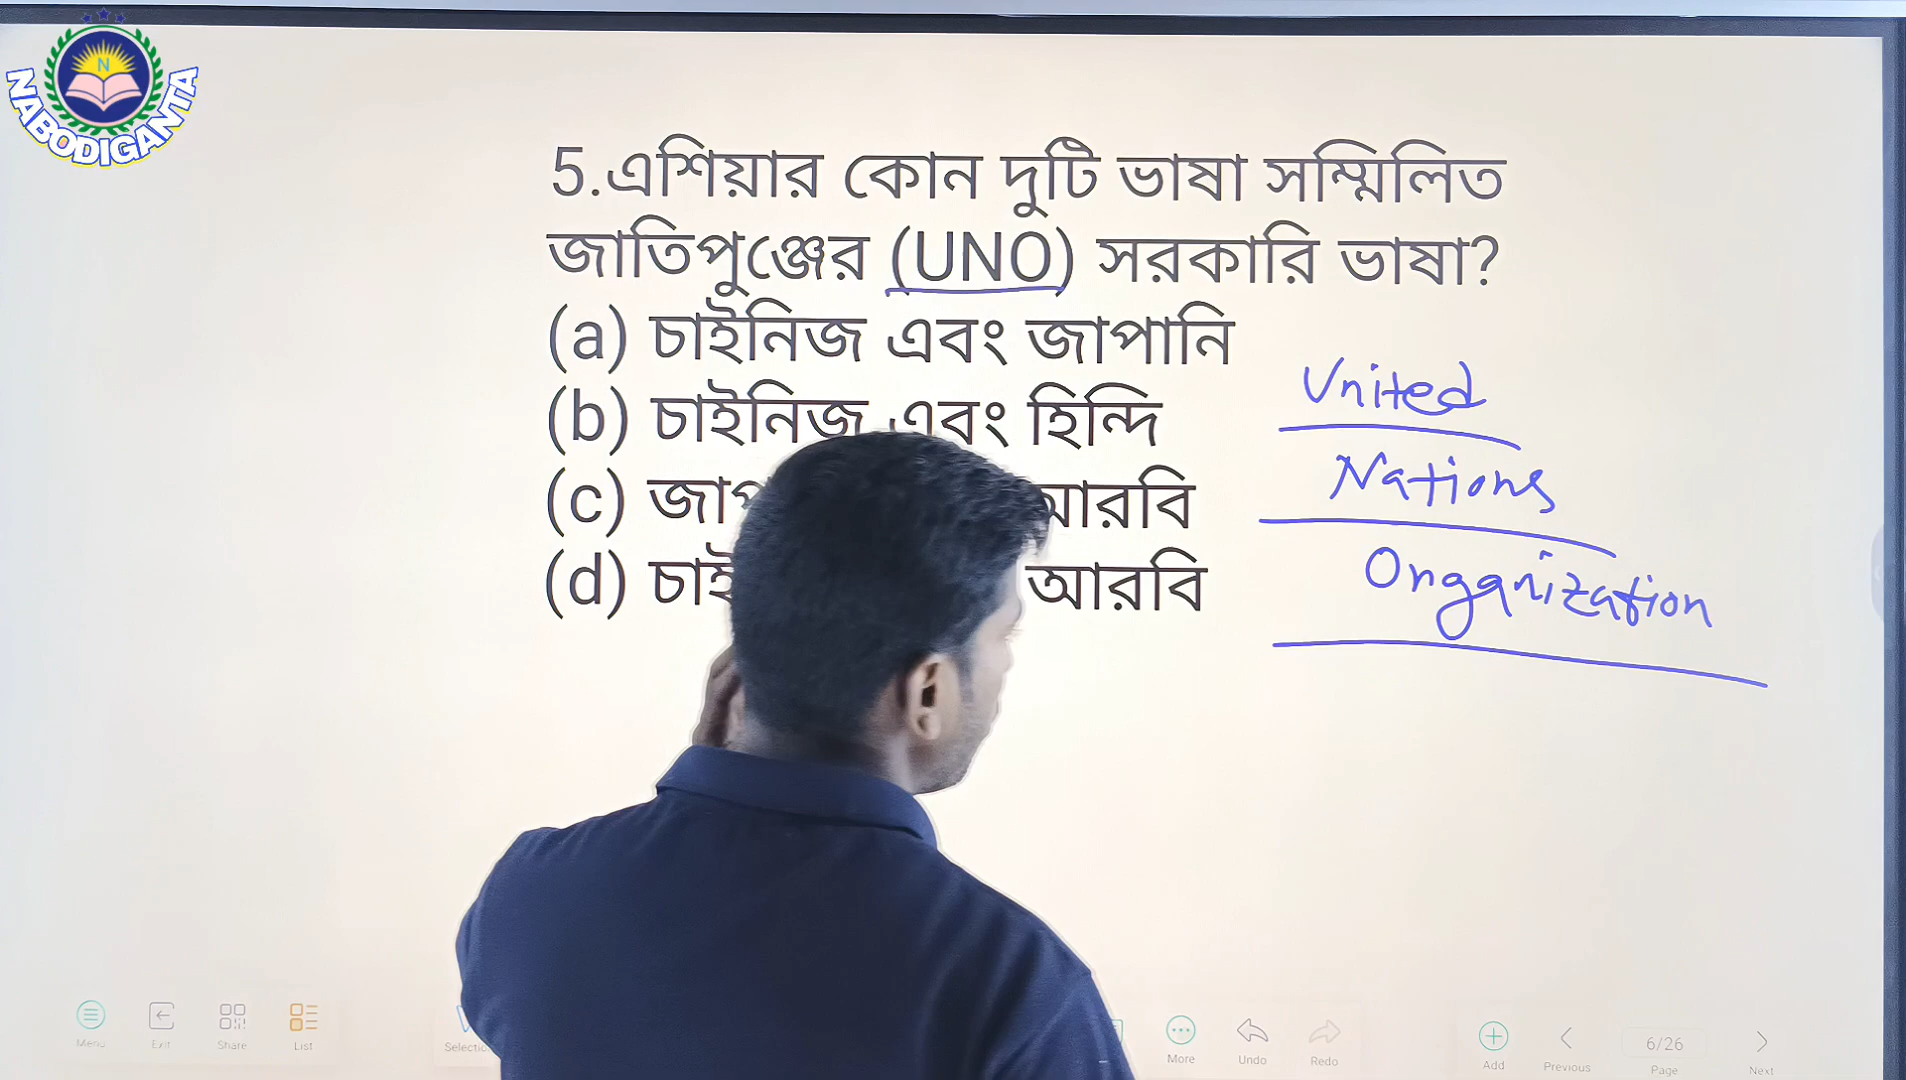 NABODIGANTA
N
5.এশিয়ার কোন দুটি ভাষা সম্মিলিত
জাতিপুঞ্জের (UNO) সরকারি ভাষা?
(a) চাইনিজ এবং জাপানি
(b) চাইনিজ এবং হিন্দি
(c) আরবি
(d) আরবি
United
Nations
Organization
Menu
Exit
Share
List
More
Undo
Redo
Add
Previous
6/26
Page
Next